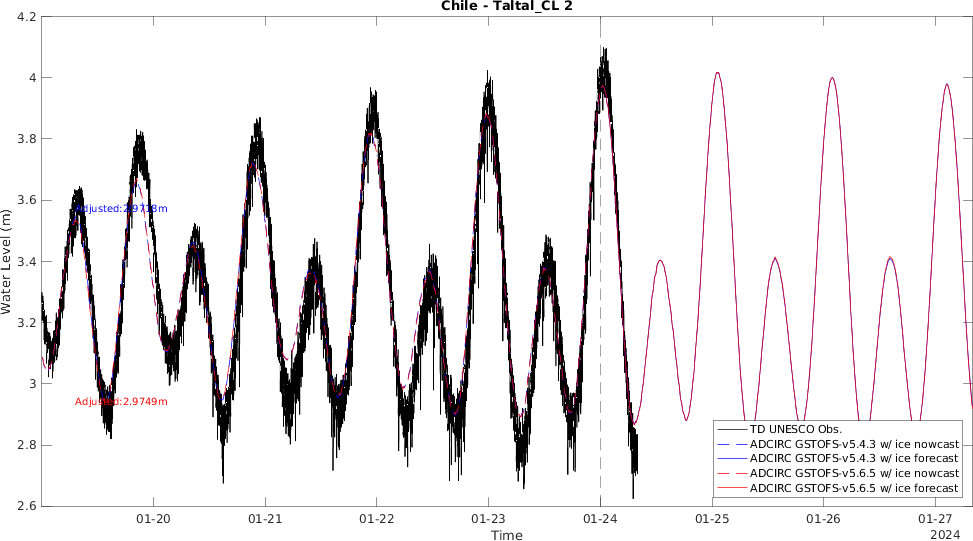 Chile - Taltal_CL 2
4.2
4
3.8
3.6
3.4
3.2
3
2.8
2.6
Water Level (m)
Adjusted:2.9718m
Adjusted:2.9749m
TD UNESCO Obs.
ADCIRC GSTOFS-v5.4.3 w/ ice nowcast
ADCIRC GSTOFS-v5.4.3 w/ ice forecast
ADCIRC GSTOFS-v5.6.5 w/ ice nowcast
ADCIRC GSTOFS-v5.6.5 w/ ice forecast
01-20 01-21 01-22 01-23 01-24 01-25 01-26 01-27
Time
2024